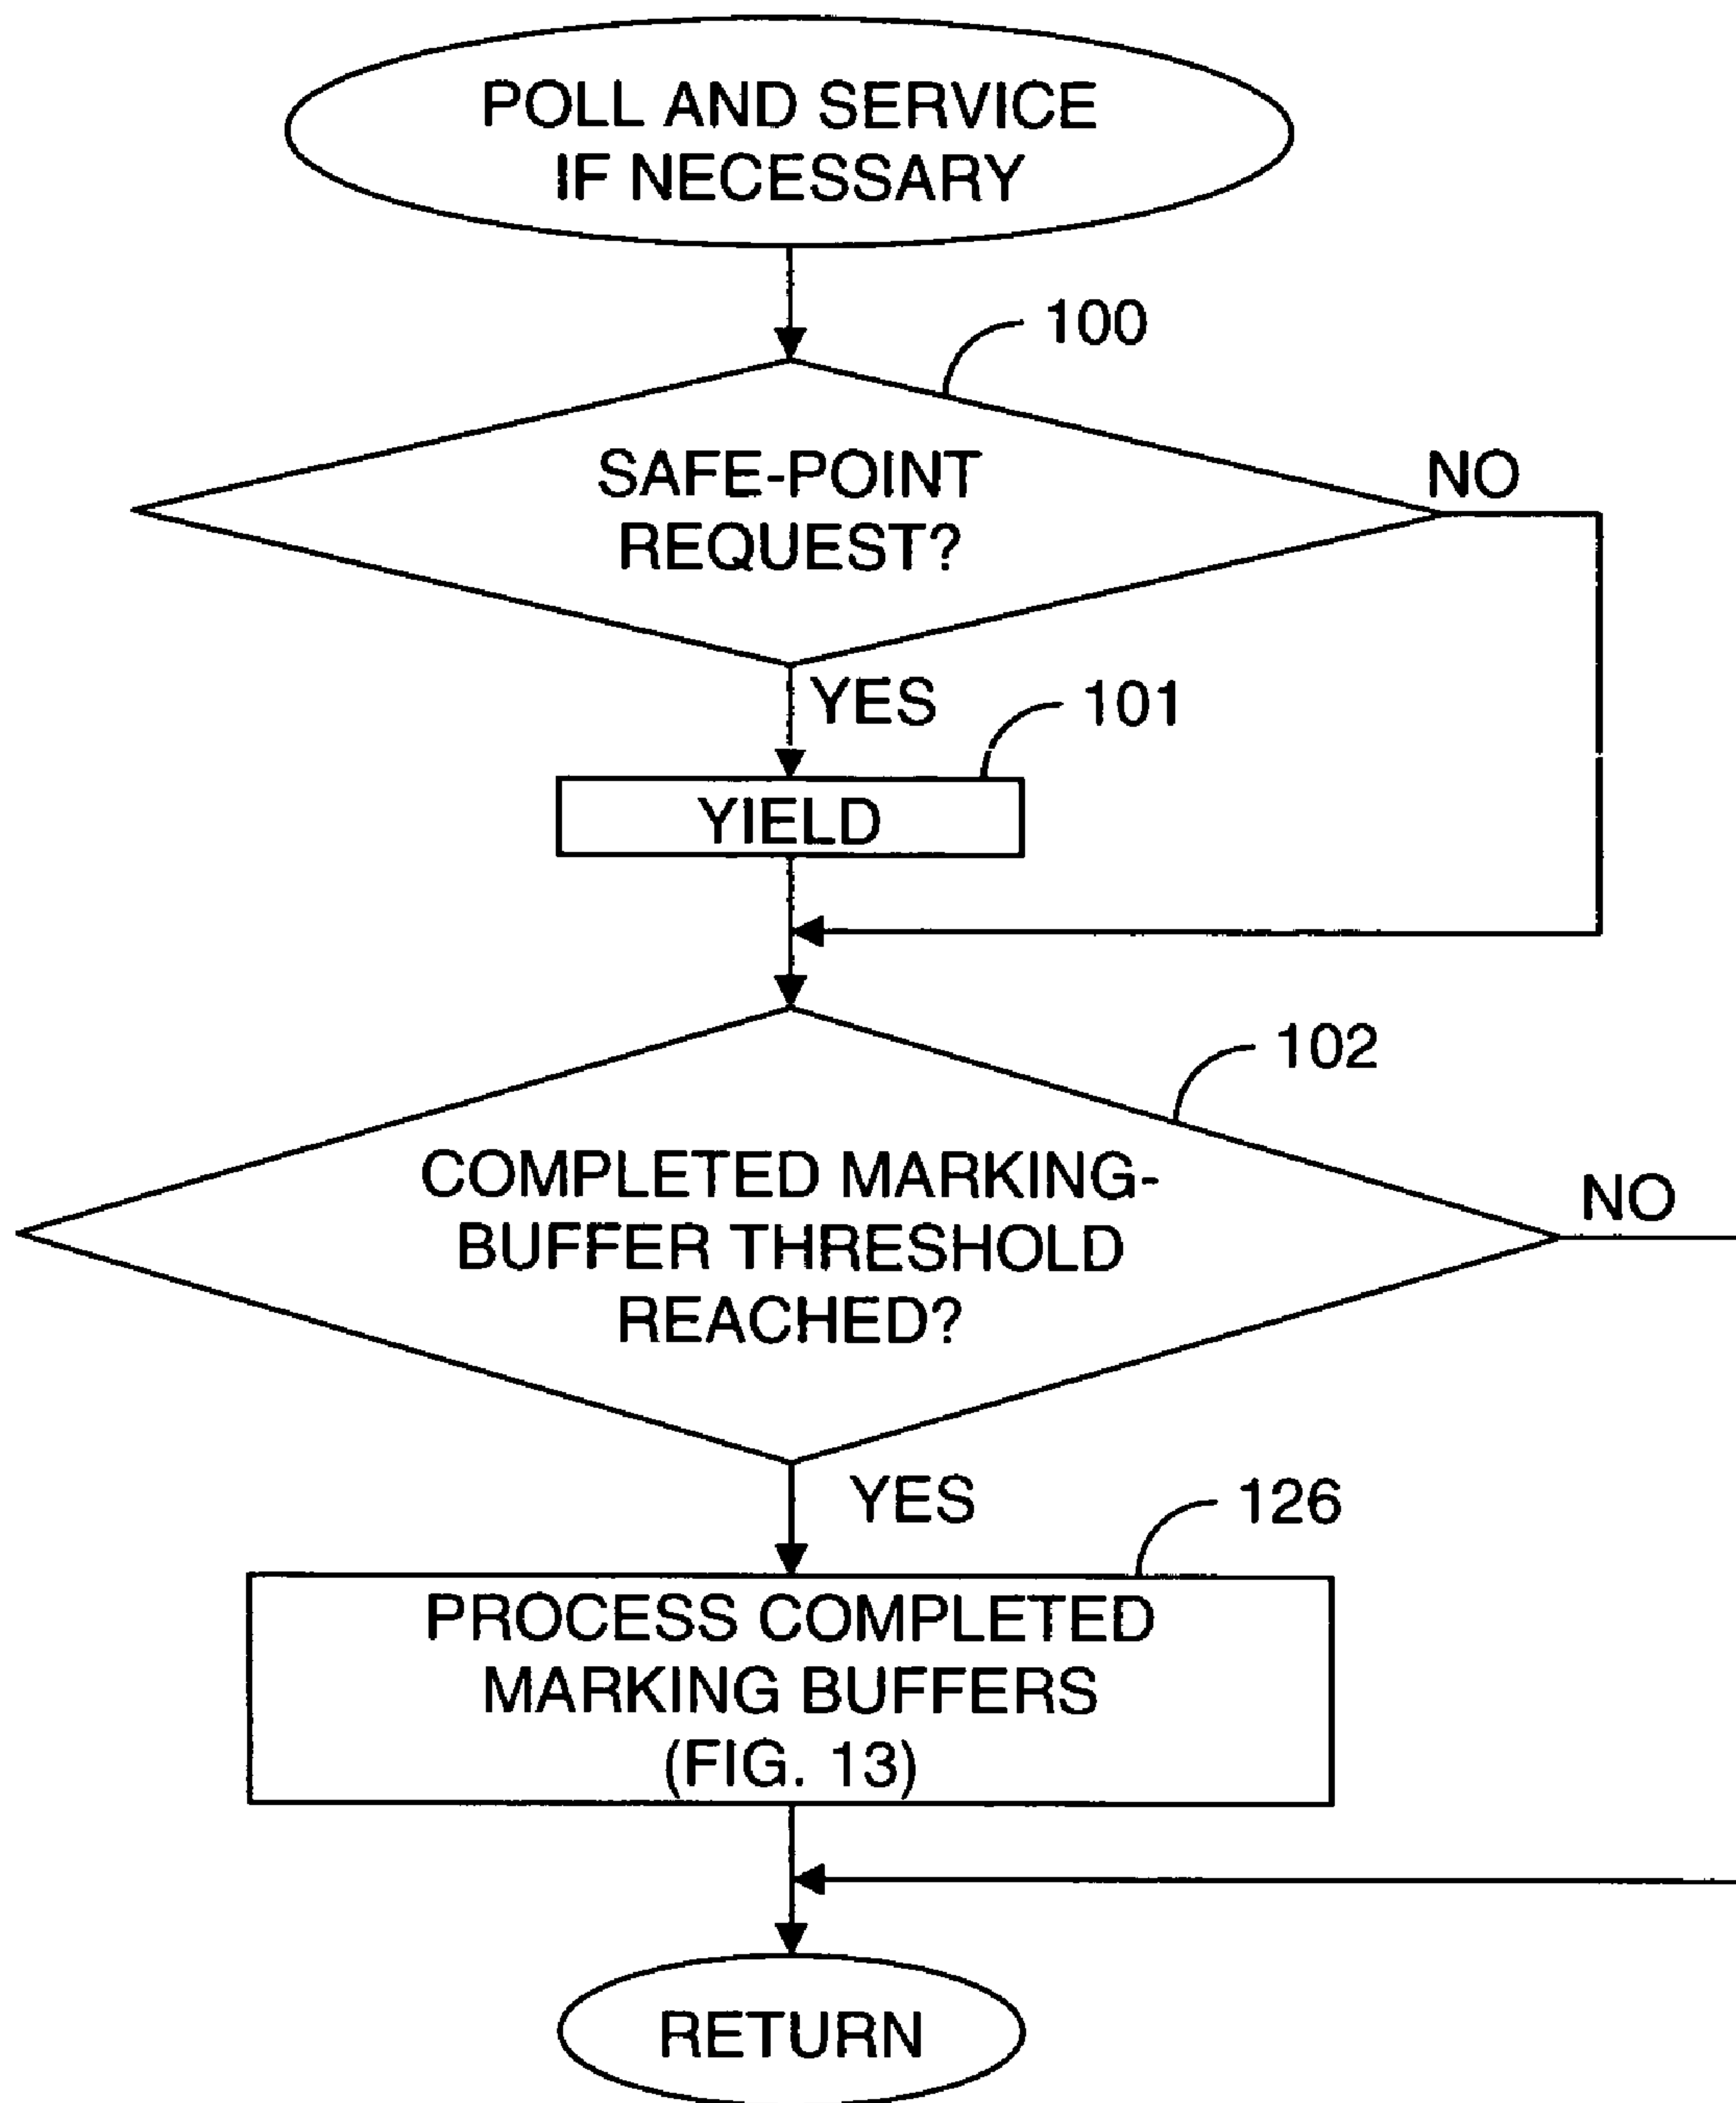 POLL AND SERVICE
IF NECESSARY
100
SAFE-POINT
REQUEST?
NO
YES
101
YIELD
102
COMPLETED MARKING-
BUFFER THRESHOLD
REACHED?
NO
YES
126
PROCESS COMPLETED
MARKING BUFFERS
(FIG. 13)
RETURN